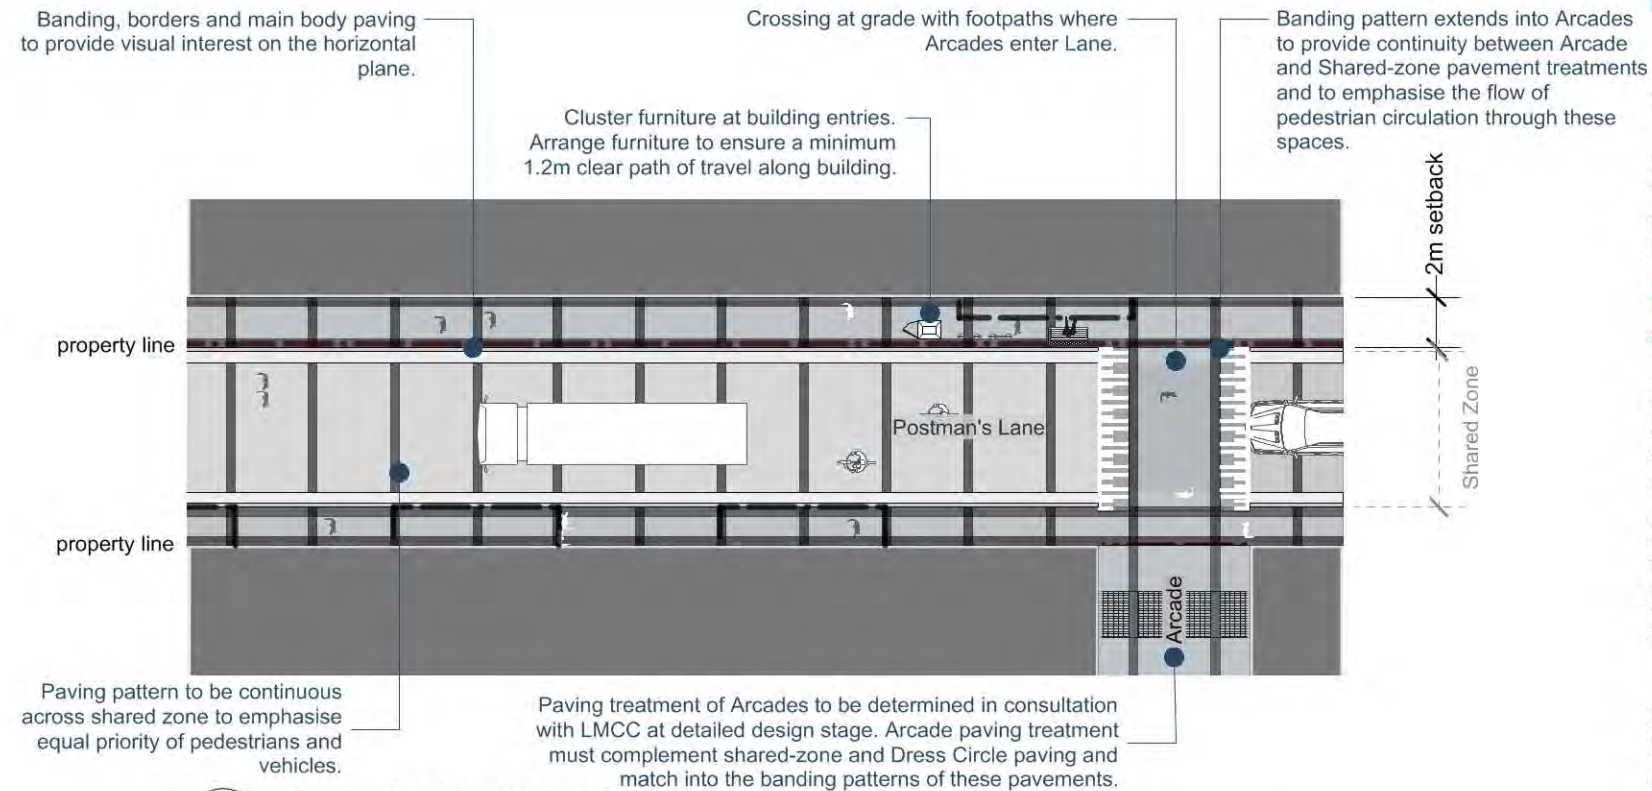 Banding, borders and main body paving
to provide visual interest on the horizontal
plane.
Crossing at grade with footpaths where
Arcades enter Lane.
Banding pattern extends into Arcades
to provide continuity between Arcade
and Shared-zone pavement treatments
and to emphasise the flow of
pedestrian circulation through these
spaces.
Cluster furniture at building entries.
Arrange furniture to ensure a minimum
1.2m clear path of travel along building.
2m setback
property line
Postman's Lane
Shared Zone
property line
Arcade
Paving pattern to be continuous
across shared zone to emphasise
equal priority of pedestrians and
vehicles.
Paving treatment of Arcades to be determined in consultation
with LMCC at detailed design stage. Arcade paving treatment
must complement shared-zone and Dress Circle paving and
match into the banding patterns of these pavements.